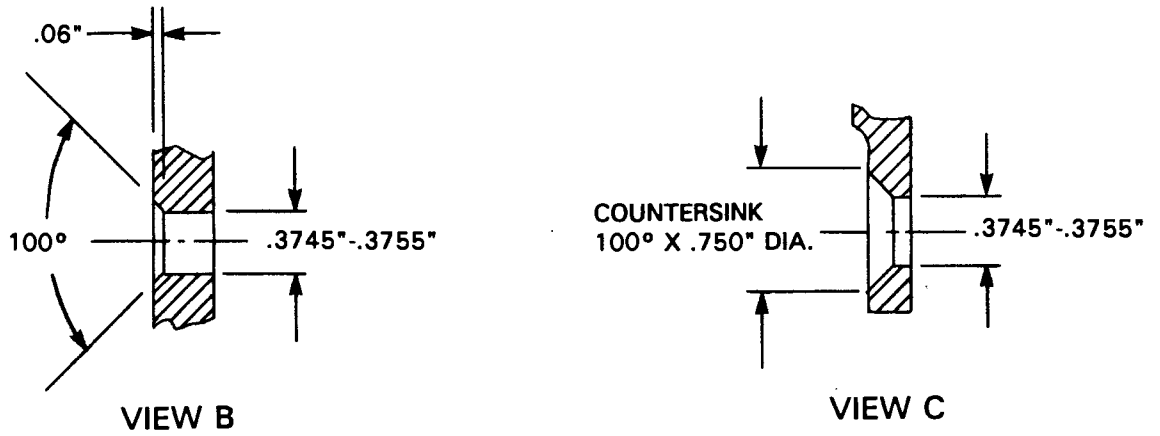 .06"
100°
.3745"-.3755"
VIEW B
COUNTERSINK
100° X .750" DIA.
.3745"-.3755"
VIEW C